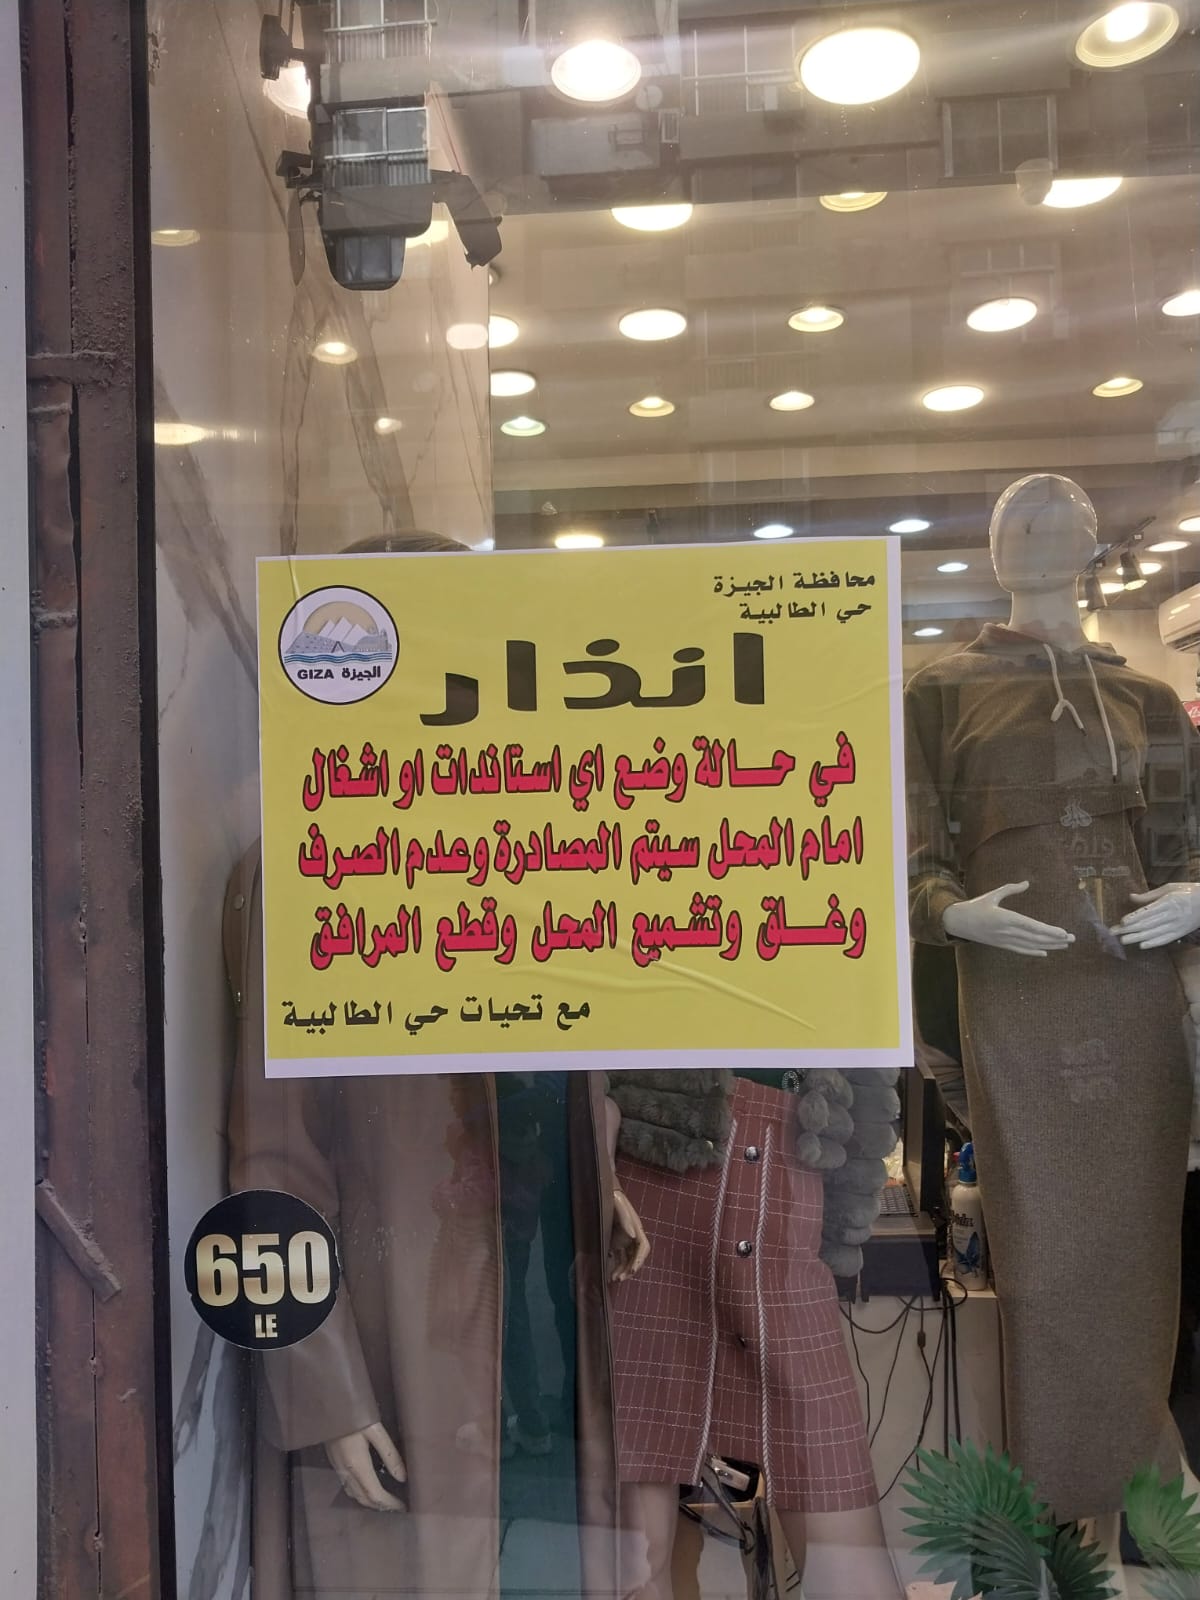 محافظة الجيزة
حي الطالبية
الجيزة GIZA
انذار
في حالة وضع اي استاندات او اشغال
امام المحل سيتم المصادرة وعدم الصرف
وغلق وتشميع المحل وقطع المرافق
مع تحيات حي الطالبية
650
LE